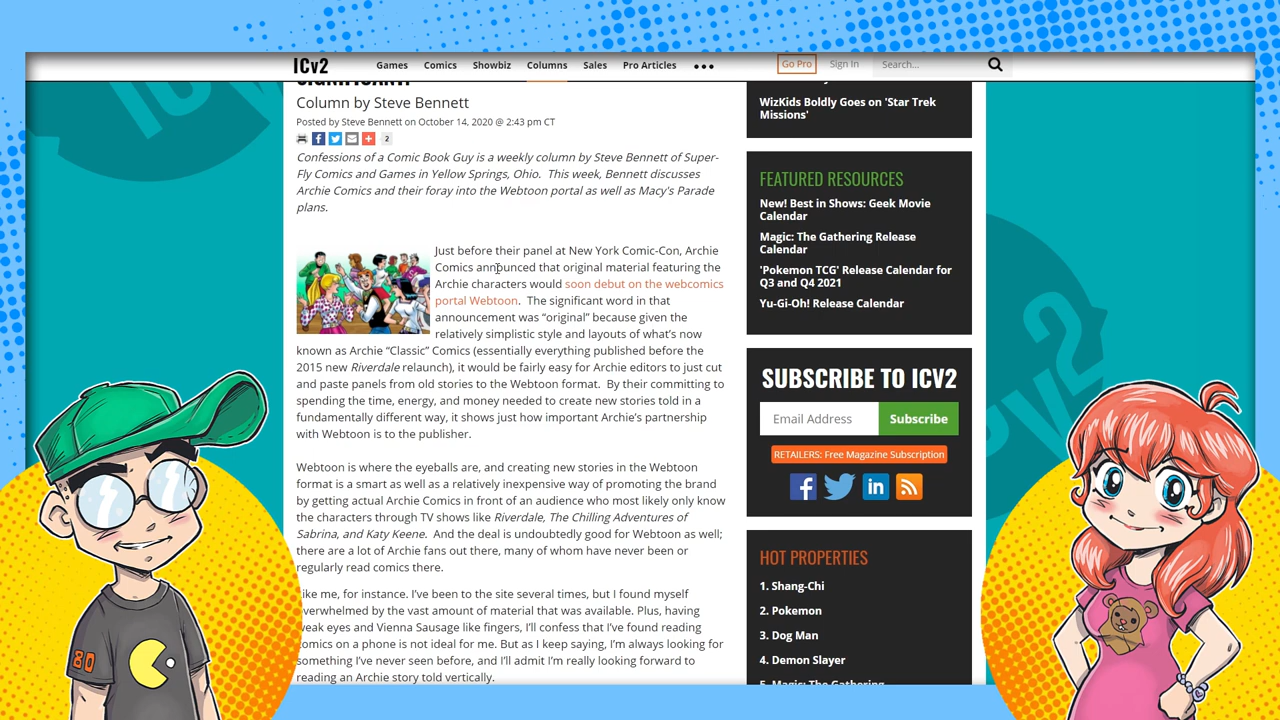 ICv2
Games Comics Showbiz Columns Sales Pro Articles •••
Go Pro Sign In Search...
Column by Steve Bennett
Posted by Steve Bennett on October 14, 2020 @ 2:43 pm CT
2
Confessions of a Comic Book Guy is a weekly column by Steve Bennett of Super-
Fly Comics and Games in Yellow Springs, Ohio. This week, Bennett discusses
Archie Comics and their foray into the Webtoon portal as well as Macy's Parade
plans.
Just before their panel at New York Comic-Con, Archie
Comics announced that original material featuring the
Archie characters would soon debut on the webcomics
portal Webtoon. The significant word in that
announcement was “original” because given the
relatively simplistic style and layouts of what’s now
known as Archie “Classic” Comics (essentially everything published before the
2015 new Riverdale relaunch), it would be fairly easy for Archie editors to just cut
and paste panels from old stories to the Webtoon format. By their committing to
spending the time, energy, and money needed to create new stories told in a
fundamentally different way, it shows just how important Archie’s partnership
with Webtoon is to the publisher.
Webtoon is where the eyeballs are, and creating new stories in the Webtoon
format is a smart as well as a relatively inexpensive way of promoting the brand
by getting actual Archie Comics in front of an audience who most likely only know
the characters through TV shows like Riverdale, The Chilling Adventures of
Sabrina, and Katy Keene. And the deal is undoubtedly good for Webtoon as well;
there are a lot of Archie fans out there, many of whom have never been or
regularly read comics there.
ike me, for instance. I’ve been to the site several times, but I found myself
overwhelmed by the vast amount of material that was available. Plus, having
weak eyes and Vienna Sausage like fingers, I’ll confess that I’ve found reading
comics on a phone is not ideal for me. But as I keep saying, I’m always looking for
something I’ve never seen before, and I’ll admit I’m really looking forward to
reading an Archie story told vertically.
WizKids Boldly Goes on 'Star Trek
Missions'
FEATURED RESOURCES
New! Best in Shows: Geek Movie
Calendar
Magic: The Gathering Release
Calendar
'Pokemon TCG' Release Calendar for
Q3 and Q4 2021
Yu-Gi-Oh! Release Calendar
SUBSCRIBE TO ICV2
Email Address Subscribe
RETAILERS: Free Magazine Subscription
HOT PROPERTIES
1. Shang-Chi
2. Pokemon
3. Dog Man
4. Demon Slayer
5. Magic: The Gathering
80